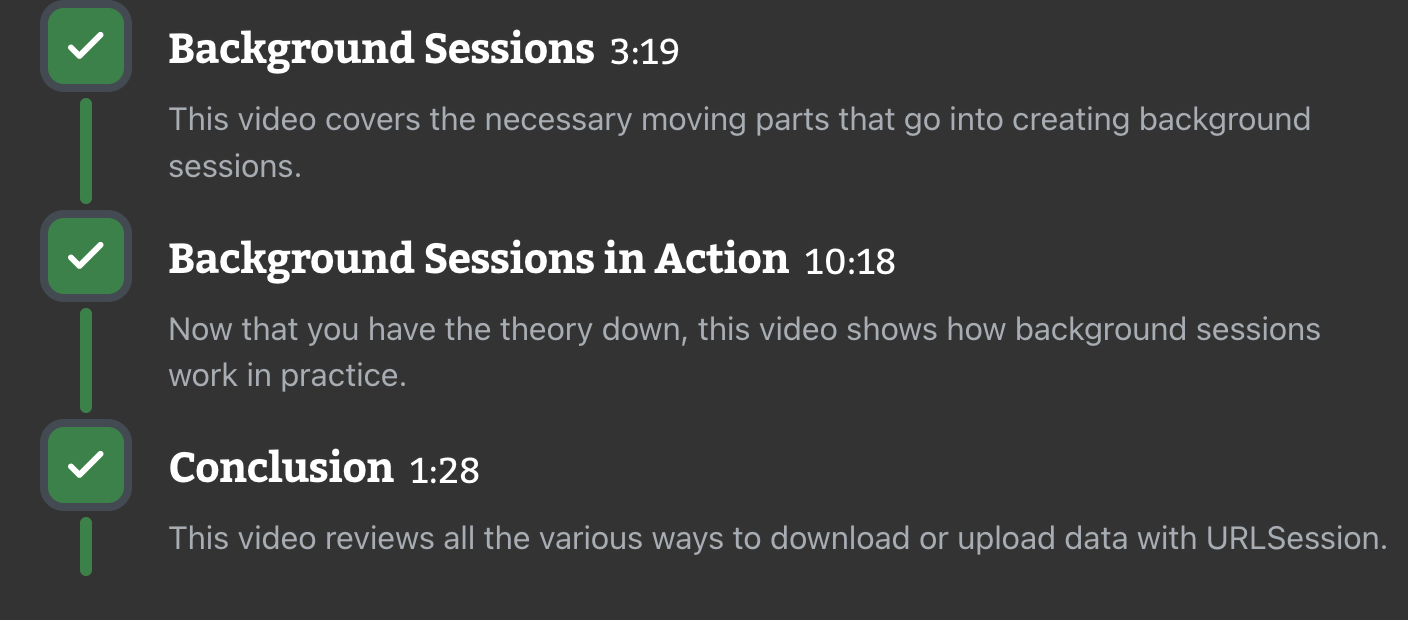 Background Sessions 3:19
This video covers the necessary moving parts that go into creating background
sessions.
Background Sessions in Action 10:18
Now that you have the theory down, this video shows how background sessions
work in practice.
Conclusion 1:28
This video reviews all the various ways to download or upload data with URLSession.